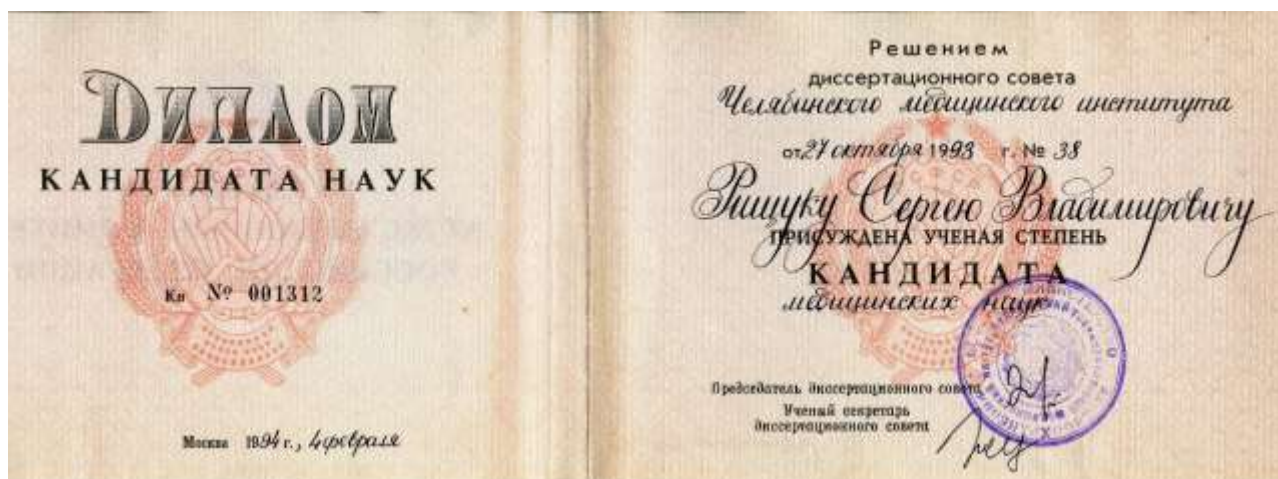 ДИПЛОМ
КАНДИДАТА НАУК
Кн № 001312
Москва 1994 г., 4 февраля
Решением
диссертационного совета
Челябинского медицинского института
от 27 октября 1993 г. № 38
Рищуку Сергею Владимировичу
ПРИСУЖДЕНА УЧЕНАЯ СТЕПЕНЬ
КАНДИДАТА
медицинских наук
Председатель диссертационного совета
Ученый секретарь
диссертационного совета